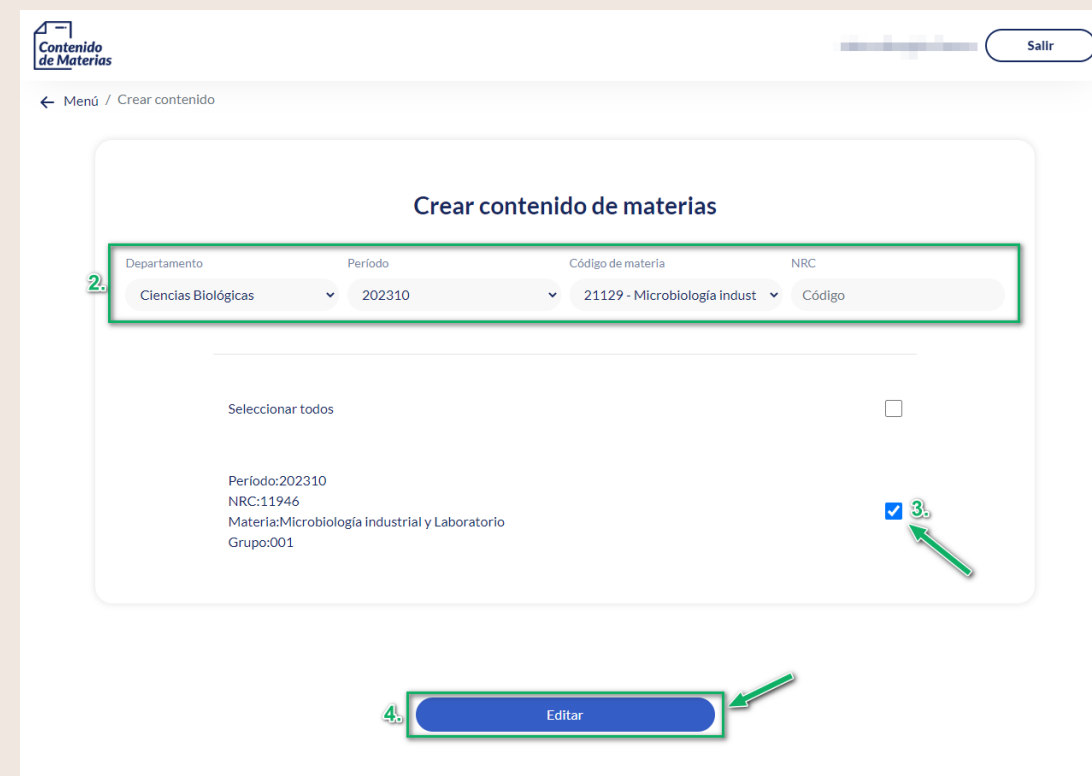 Contenido
de Materias
Salir
← Menú / Crear contenido
Crear contenido de materias
Departamento Período Código de materia NRC
2. Ciencias Biológicas 202310 21129 - Microbiología indust Código
Seleccionar todos
Período:202310
NRC:11946
Materia:Microbiología industrial y Laboratorio
Grupo:001
3.
4. Editar